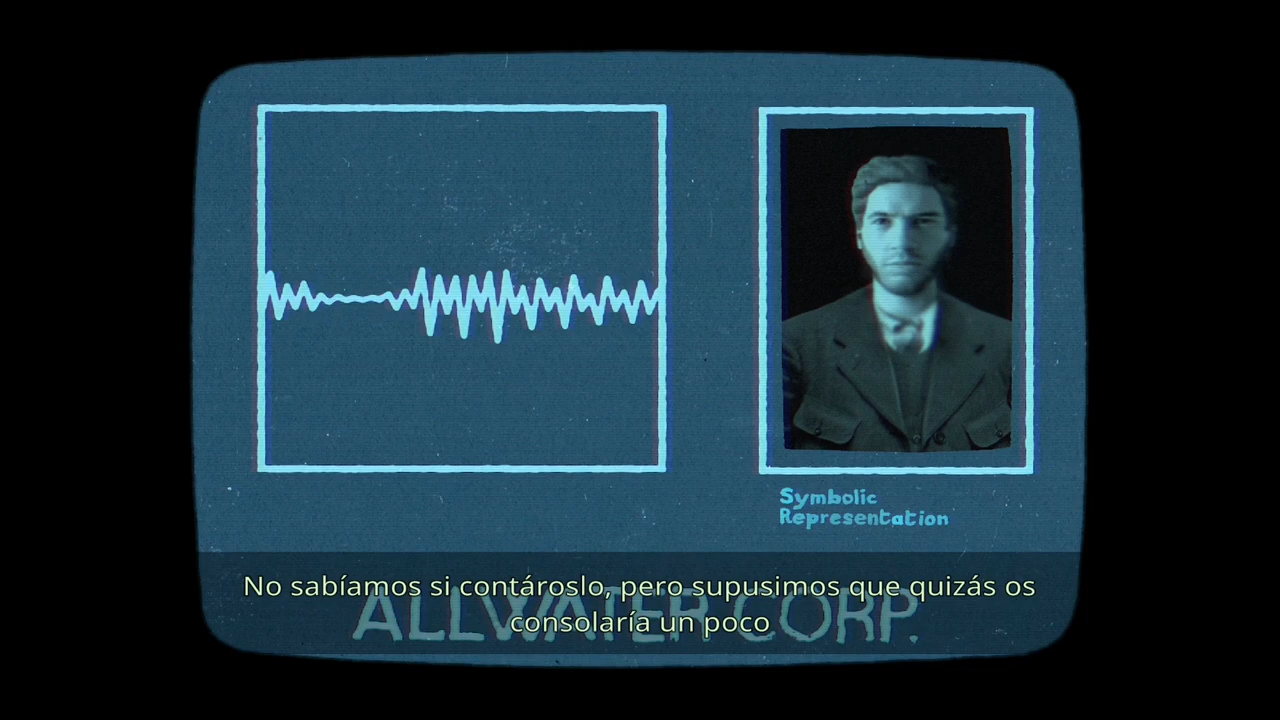 Symbolic
Representation
ALLWATER CORP.
No sabíamos si contároslo, pero supusimos que quizás os
consolaría un poco